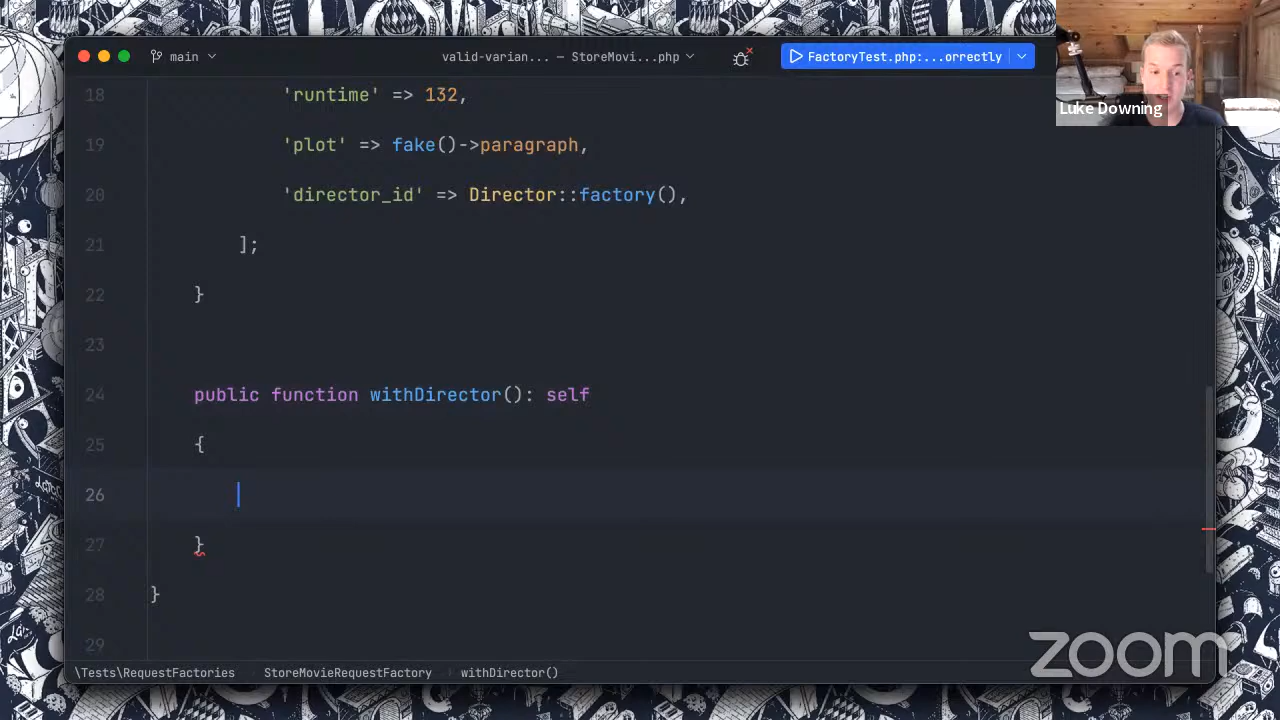 main
valid-varian... – StoreMovi...php
FactoryTest.php:...orrectly
Luke Downing
18 'runtime' => 132,
19 'plot' => fake()->paragraph,
20 'director_id' => Director::factory(),
21 ];
22 }
23
24 public function withDirector(): self
25 {
26
27 }
28 }
29
\Tests\RequestFactories StoreMovieRequestFactory withDirector()
zoom